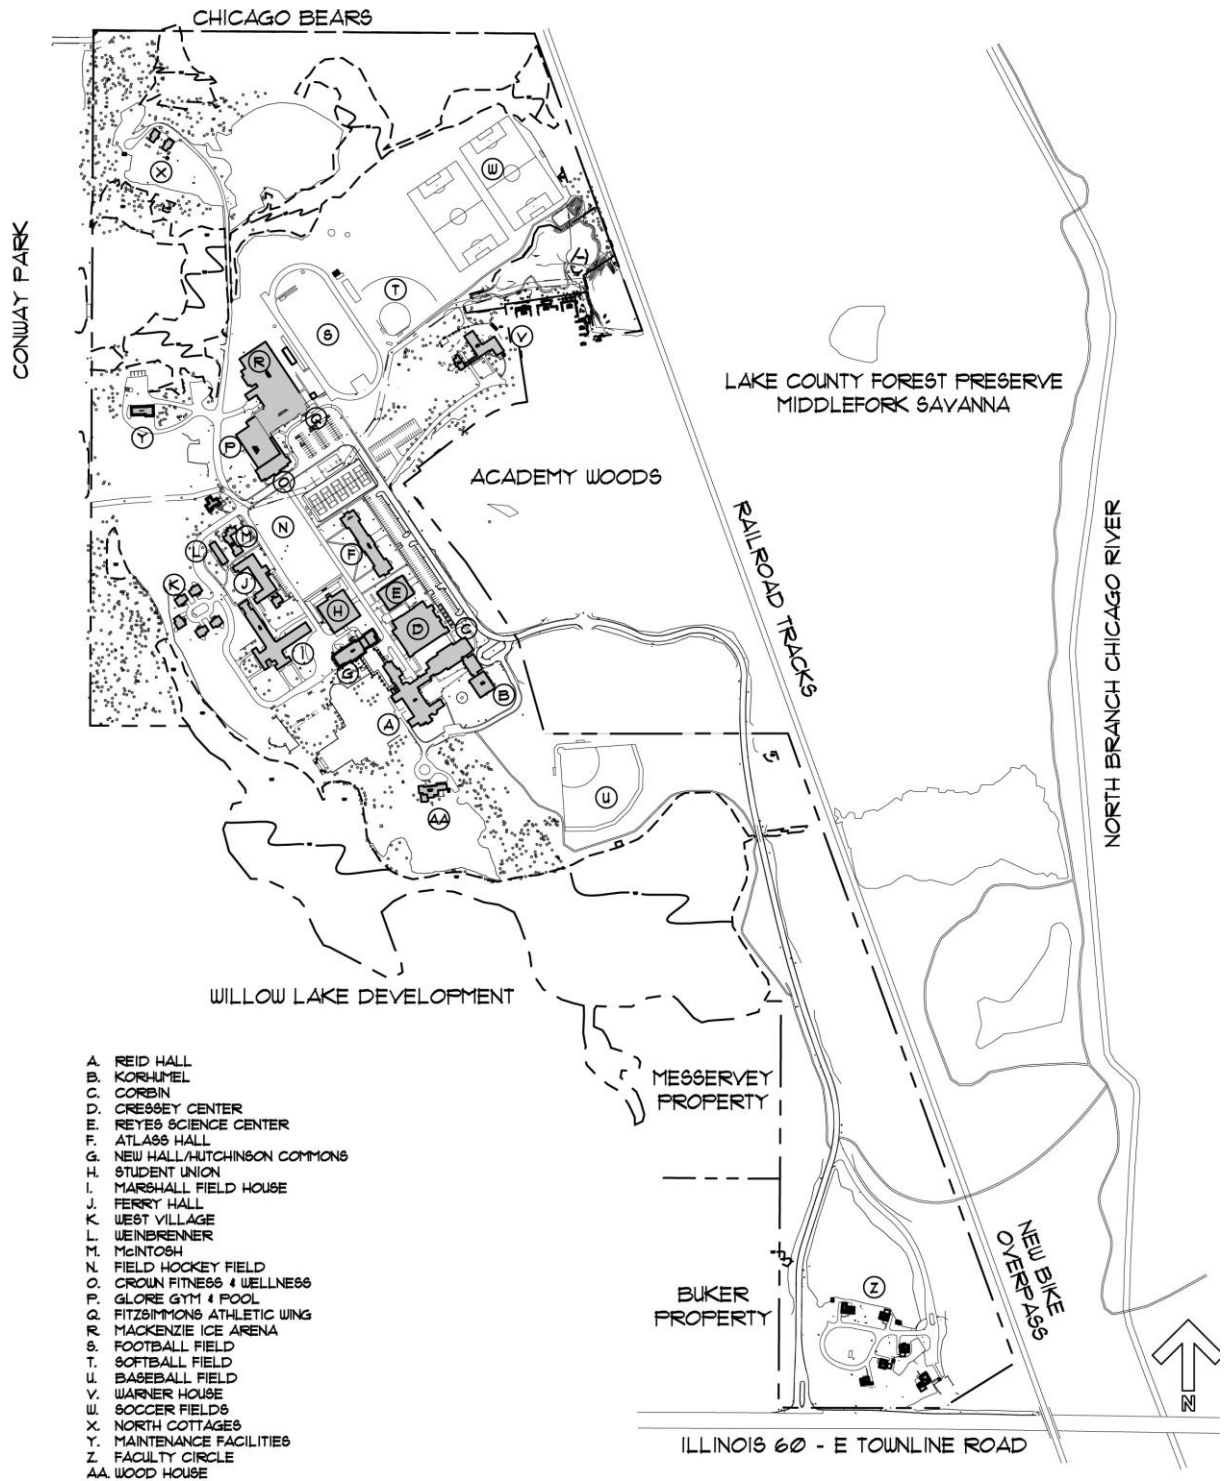 CHICAGO BEARS
CONWAY PARK
X
W
T
S
V
R
Q
Y
P
O
LAKE COUNTY FOREST PRESERVE
MIDDLEFORK SAVANNA
ACADEMY WOODS
RAILROAD TRACKS
NORTH BRANCH CHICAGO RIVER
N
M
L
F
K
J
E
H
D
C
I
G
B
A
U
AA
WILLOW LAKE DEVELOPMENT
MESSERVEY
PROPERTY
BUKER
PROPERTY
NEW BIKE
OVERPASS
Z
N
ILLINOIS 60 - E TOWNLINE ROAD
A. REID HALL
B. KORHUMEL
C. CORBIN
D. CRESSEY CENTER
E. REYES SCIENCE CENTER
F. ATLASS HALL
G. NEW HALL/HUTCHINSON COMMONS
H. STUDENT UNION
I. MARSHALL FIELD HOUSE
J. FERRY HALL
K. WEST VILLAGE
L. WEINBRENNER
M. McINTOSH
N. FIELD HOCKEY FIELD
O. CROWN FITNESS & WELLNESS
P. GLORE GYM & POOL
Q. FITZSIMMONS ATHLETIC WING
R. MACKENZIE ICE ARENA
S. FOOTBALL FIELD
T. SOFTBALL FIELD
U. BASEBALL FIELD
V. WARNER HOUSE
W. SOCCER FIELDS
X. NORTH COTTAGES
Y. MAINTENANCE FACILITIES
Z. FACULTY CIRCLE
AA. WOOD HOUSE